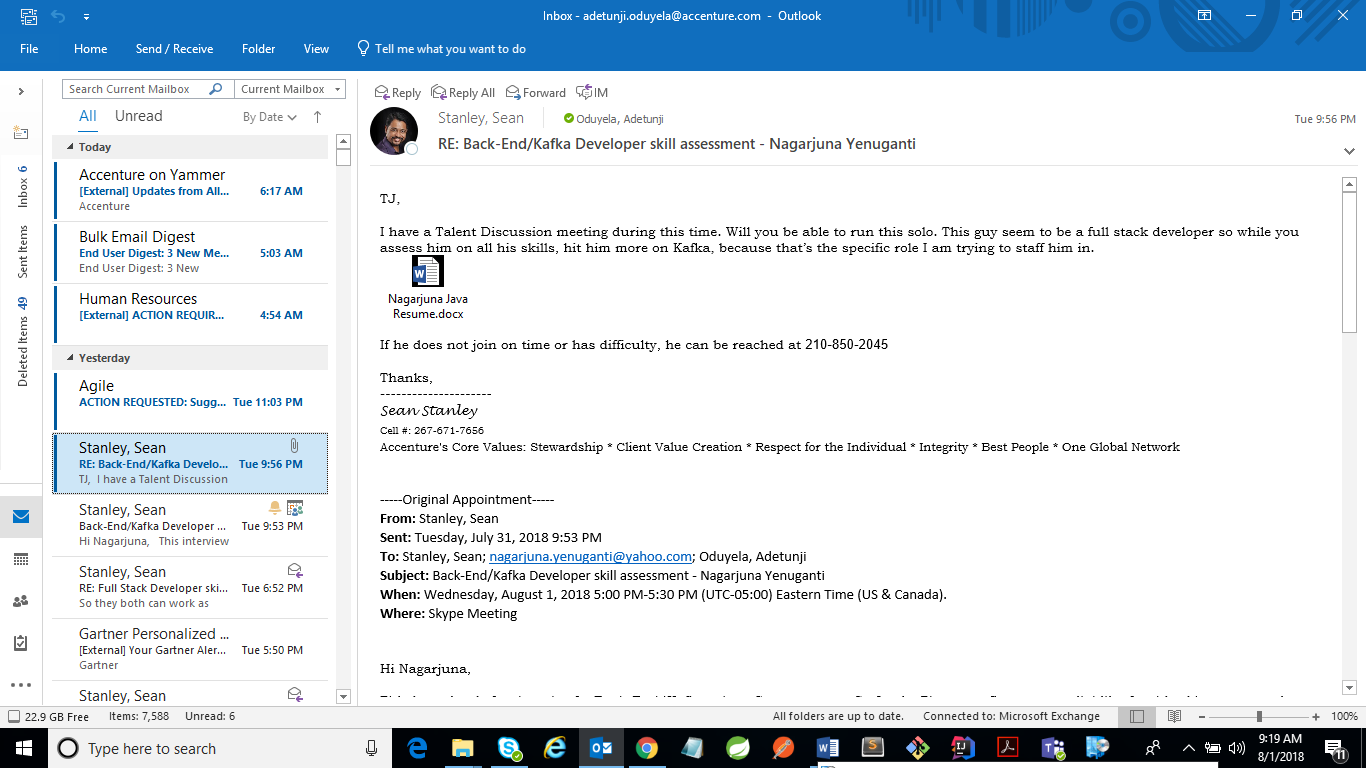 Inbox - adetunji.oduyela@accenture.com - Outlook
File Home Send / Receive Folder View Tell me what you want to do
Search Current Mailbox Current Mailbox
All Unread By Date
Today
Accenture on Yammer
[External] Updates from All... 6:17 AM
Accenture
Bulk Email Digest
End User Digest: 3 New Me... 5:03 AM
End User Digest: 3 New
Human Resources
[External] ACTION REQUIR... 4:54 AM
Yesterday
Agile
ACTION REQUESTED: Sugg... Tue 11:03 PM
Stanley, Sean
RE: Back-End/Kafka Develo... Tue 9:56 PM
TJ, I have a Talent Discussion
Stanley, Sean
Back-End/Kafka Developer ... Tue 9:53 PM
Hi Nagarjuna, This interview
Stanley, Sean
RE: Full Stack Developer ski... Tue 6:52 PM
So they both can work as
Gartner Personalized ...
[External] Your Gartner Aler... Tue 5:50 PM
Gartner
Stanley, Sean
Inbox 6
Sent Items
Deleted Items 49
Reply Reply All Forward IM
Stanley, Sean Oduyela, Adetunji Tue 9:56 PM
RE: Back-End/Kafka Developer skill assessment - Nagarjuna Yenuganti
TJ,
I have a Talent Discussion meeting during this time. Will you be able to run this solo. This guy seem to be a full stack developer so while you
assess him on all his skills, hit him more on Kafka, because that's the specific role I am trying to staff him in.
Nagarjuna Java
Resume.docx
If he does not join on time or has difficulty, he can be reached at 210-850-2045
Thanks,
---------------------
Sean Stanley
Cell #: 267-671-7656
Accenture's Core Values: Stewardship * Client Value Creation * Respect for the Individual * Integrity * Best People * One Global Network
-----Original Appointment-----
From: Stanley, Sean
Sent: Tuesday, July 31, 2018 9:53 PM
To: Stanley, Sean; nagarjuna.yenuganti@yahoo.com; Oduyela, Adetunji
Subject: Back-End/Kafka Developer skill assessment - Nagarjuna Yenuganti
When: Wednesday, August 1, 2018 5:00 PM-5:30 PM (UTC-05:00) Eastern Time (US & Canada).
Where: Skype Meeting
Hi Nagarjuna,
22.9 GB Free Items: 7,588 Unread: 6 All folders are up to date. Connected to: Microsoft Exchange 100%
Type here to search
9:19 AM
8/1/2018
11